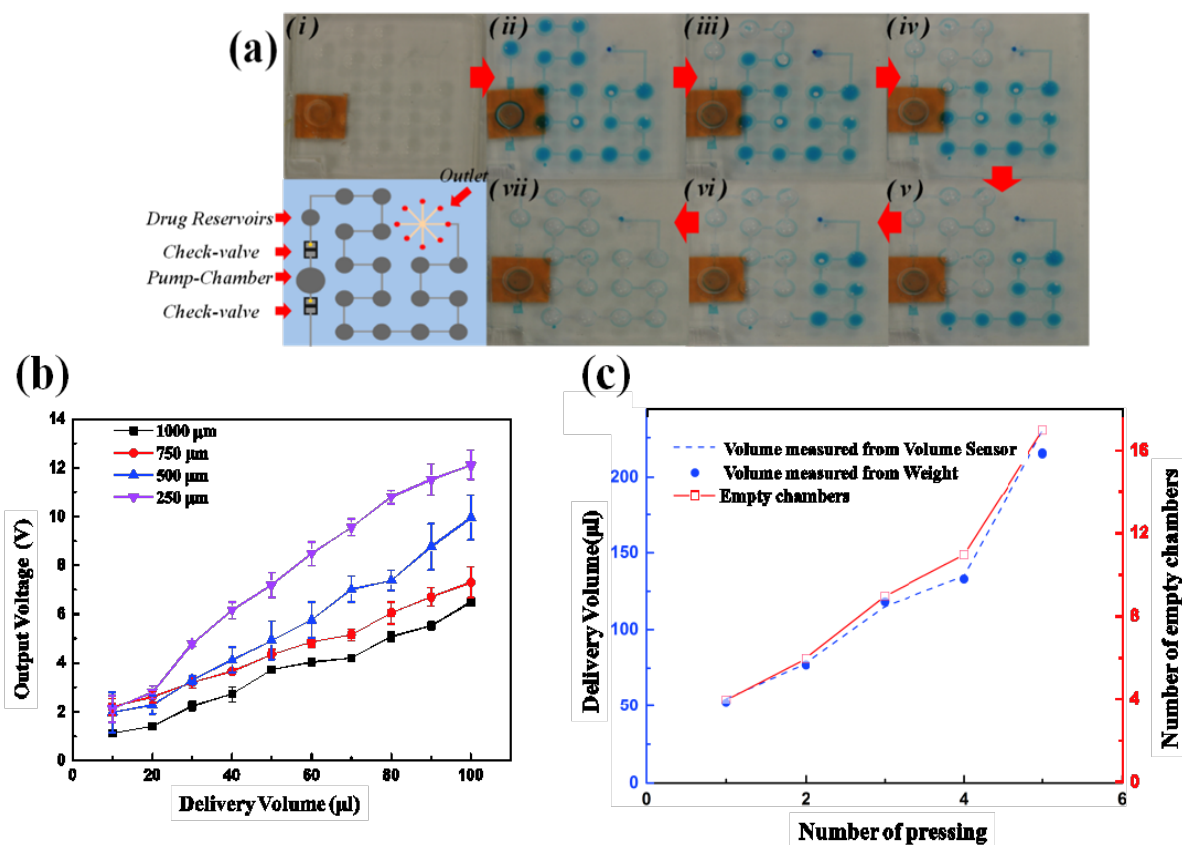 (a)
(i)
(ii)
(iii)
(iv)
(vii)
(vi)
(v)
Outlet
Drug Reservoirs
Check-valve
Pump-Chamber
Check-valve
(b)
14
12
10
8
6
4
2
0
1000 μm
750 μm
500 μm
250 μm
Output Voltage (V)
0 20 40 60 80 100
Delivery Volume (μl)
(c)
200
150
100
50
0
Volume measured from Volume Sensor
Volume measured from Weight
Empty chambers
Delivery Volume(μl)
16
12
8
4
0
Number of empty chambers
0 2 4 6
Number of pressing